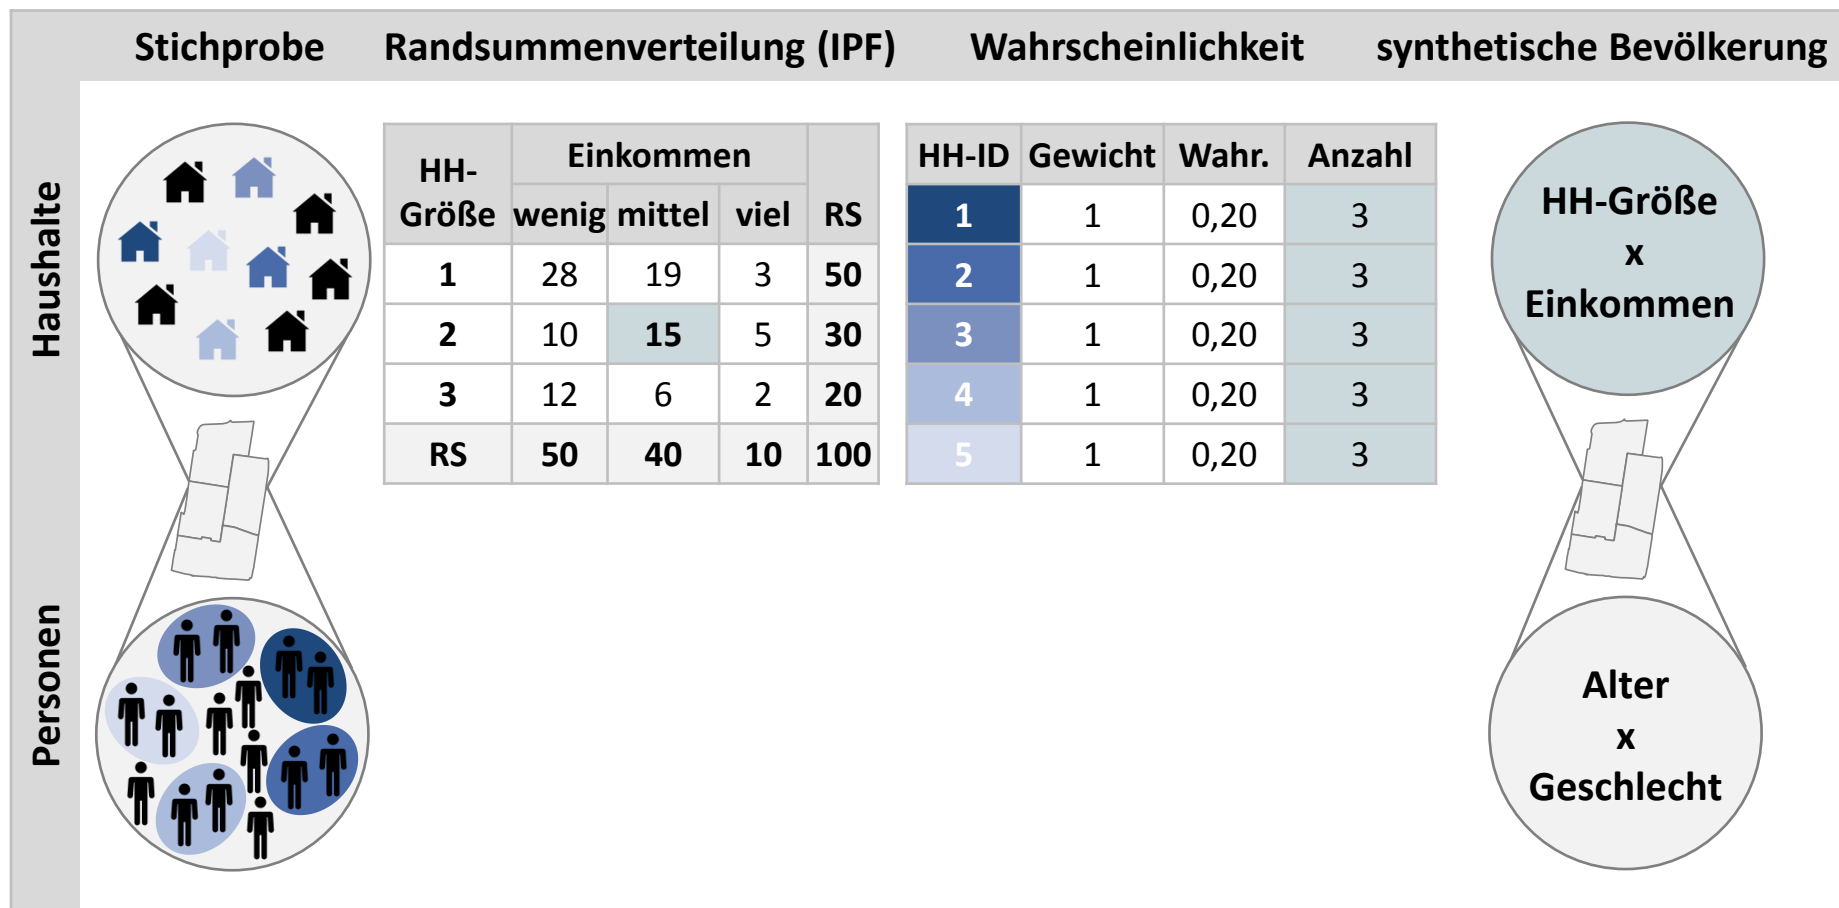 Stichprobe Randsummenverteilung (IPF) Wahrscheinlichkeit synthetische Bevölkerung
Haushalte
HH-Größe Einkommen RS
wenig mittel viel
1 28 19 3 50
2 10 15 5 30
3 12 6 2 20
RS 50 40 10 100
HH-ID Gewicht Wahr. Anzahl
1 1 0,20 3
2 1 0,20 3
3 1 0,20 3
4 1 0,20 3
5 1 0,20 3
HH-Größe
x
Einkommen
Personen
Alter
x
Geschlecht